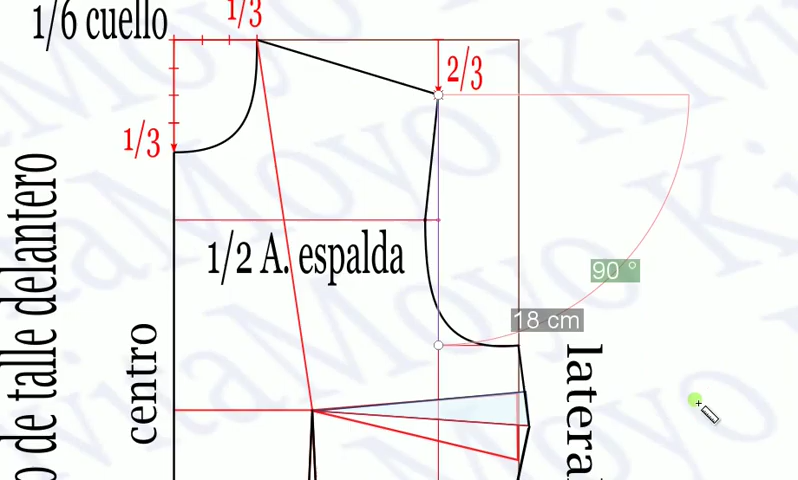 1/6 cuello
1/3
2/3
1/3
1/2 A. espalda
90 °
18 cm
o de talle delantero
centro
latera
KivitaMoyo